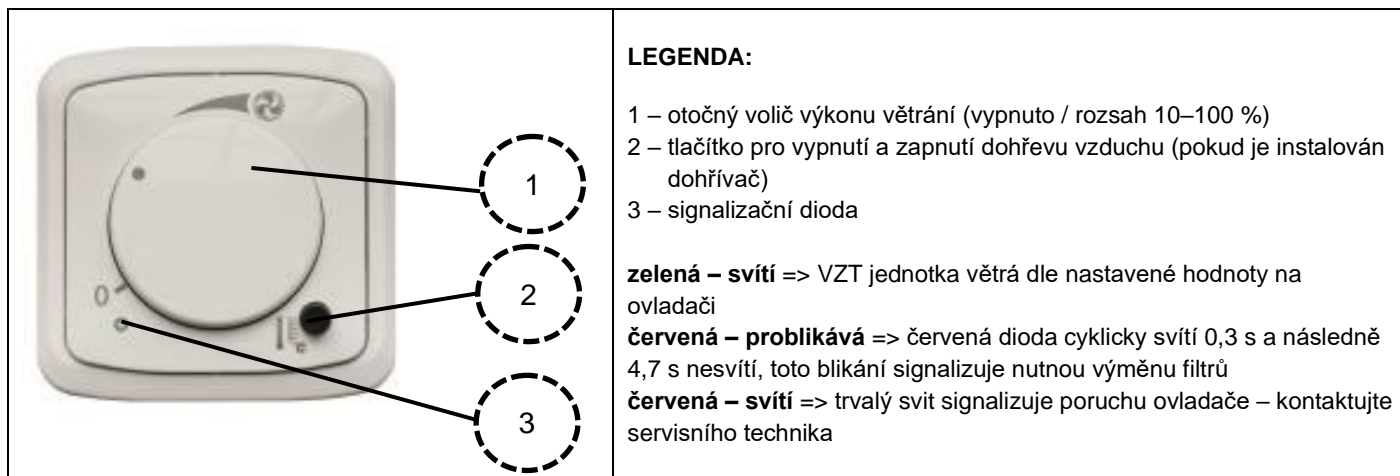 0
1
2
3
LEGENDA:
1 – otočný volič výkonu větrání (vypnuto / rozsah 10–100 %)
2 – tlačítko pro vypnutí a zapnutí dohřevu vzduchu (pokud je instalován
dohřívač)
3 – signalizační dioda
zelená – svítí => VZT jednotka větrá dle nastavené hodnoty na
ovladači
červená – problikává => červená dioda cyklicky svítí 0,3 s a následně
4,7 s nesvítí, toto blikání signalizuje nutnou výměnu filtrů
červená – svítí => trvalý svit signalizuje poruchu ovladače – kontaktujte
servisního technika